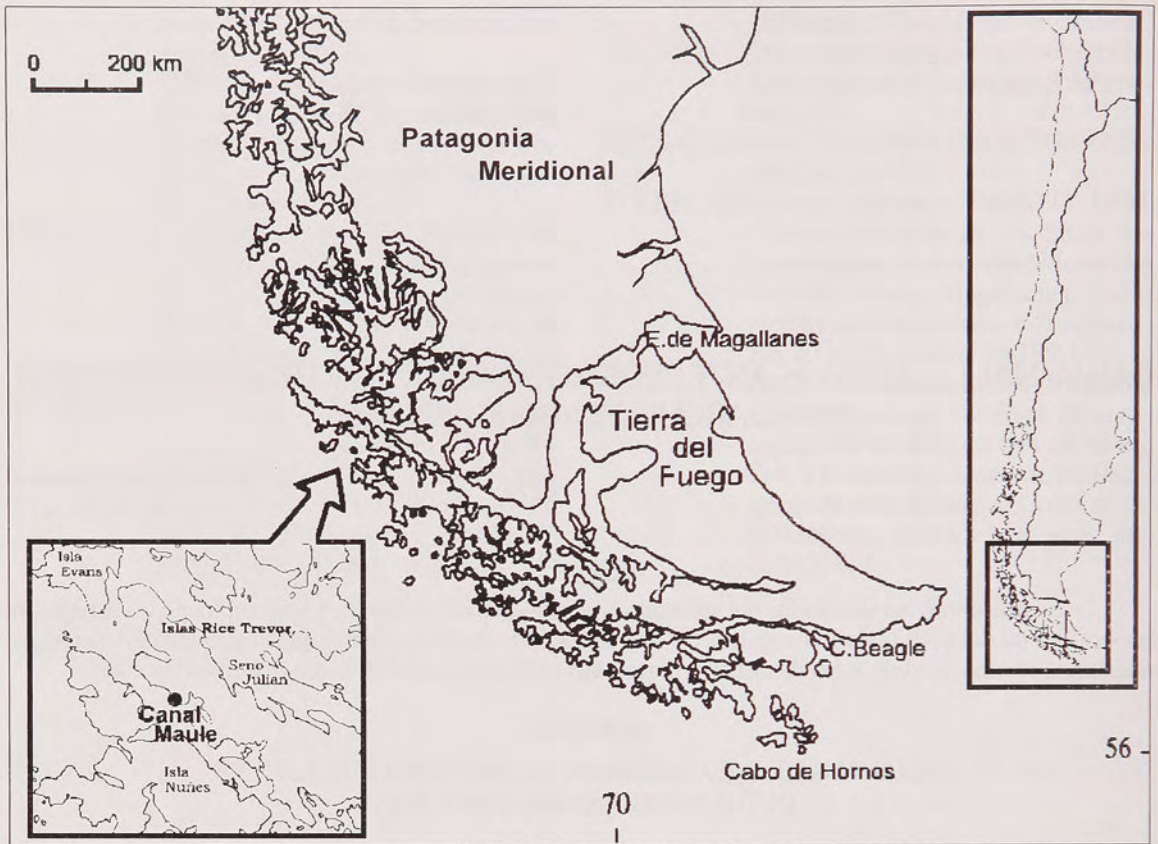 0 200 km
Patagonia
Meridional
E.de Magallanes
Tierra
del
Fuego
Isla
Evans
Islas Rice Trevor
Seno
Julian
Canal
Maule
Isla
Nuñes
C.Beagle
56
Cabo de Hornos
70